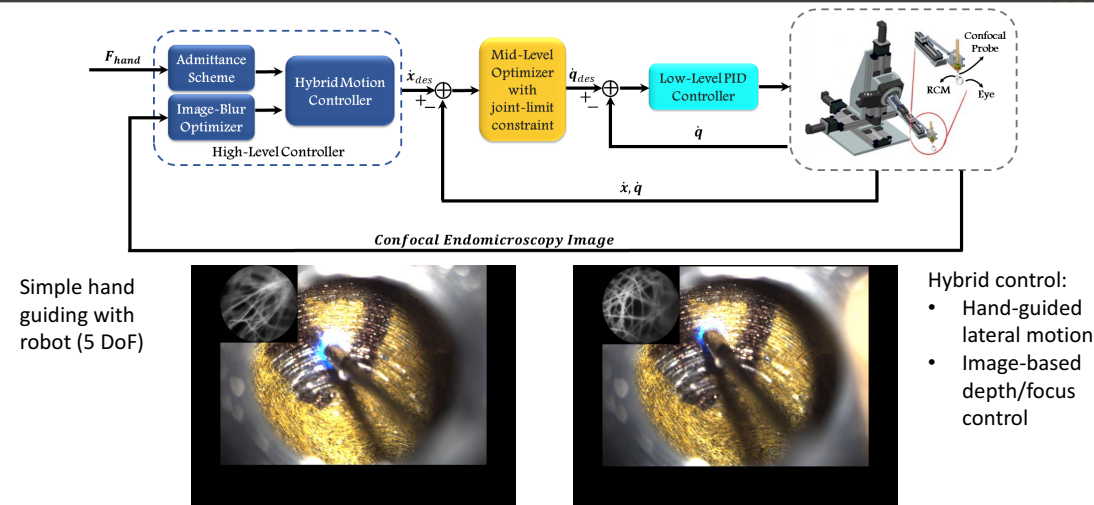 F_hand
Admittance
Scheme
Image-Blur
Optimizer
Hybrid Motion
Controller
High-Level Controller
ẋ_des
+
−
Mid-Level
Optimizer
with
joint-limit
constraint
q̇_des
+
−
Low-Level PID
Controller
q̇
ẋ, q̇
Confocal
Probe
RCM
Eye
Confocal Endomicroscopy Image
Simple hand
guiding with
robot (5 DoF)
Hybrid control:
• Hand-guided
lateral motion
• Image-based
depth/focus
control